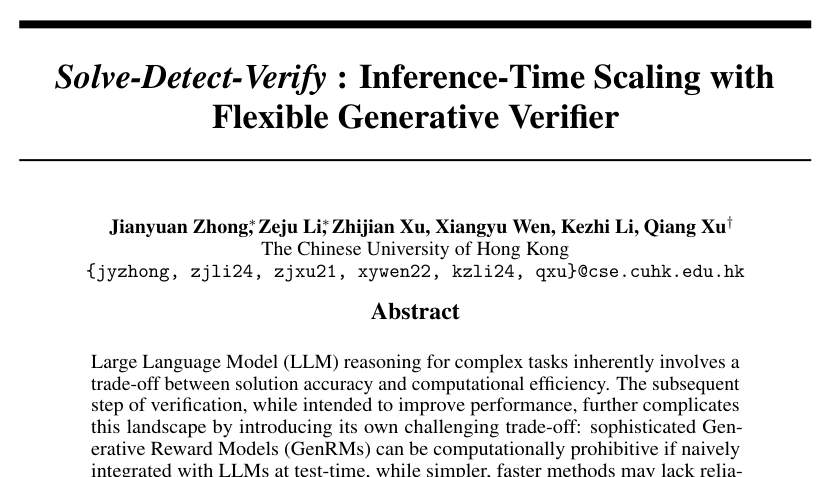 Solve-Detect-Verify : Inference-Time Scaling with
Flexible Generative Verifier
Jianyuan Zhong*, Zeju Li*, Zhijian Xu, Xiangyu Wen, Kezhi Li, Qiang Xu†
The Chinese University of Hong Kong
{jyzhong, zjli24, zjxu21, xywen22, kzli24, qxu}@cse.cuhk.edu.hk
Abstract
Large Language Model (LLM) reasoning for complex tasks inherently involves a
trade-off between solution accuracy and computational efficiency. The subsequent
step of verification, while intended to improve performance, further complicates
this landscape by introducing its own challenging trade-off: sophisticated Gen-
erative Reward Models (GenRMs) can be computationally prohibitive if naively
integrated with LLMs at test-time, while simpler, faster methods may lack relia-